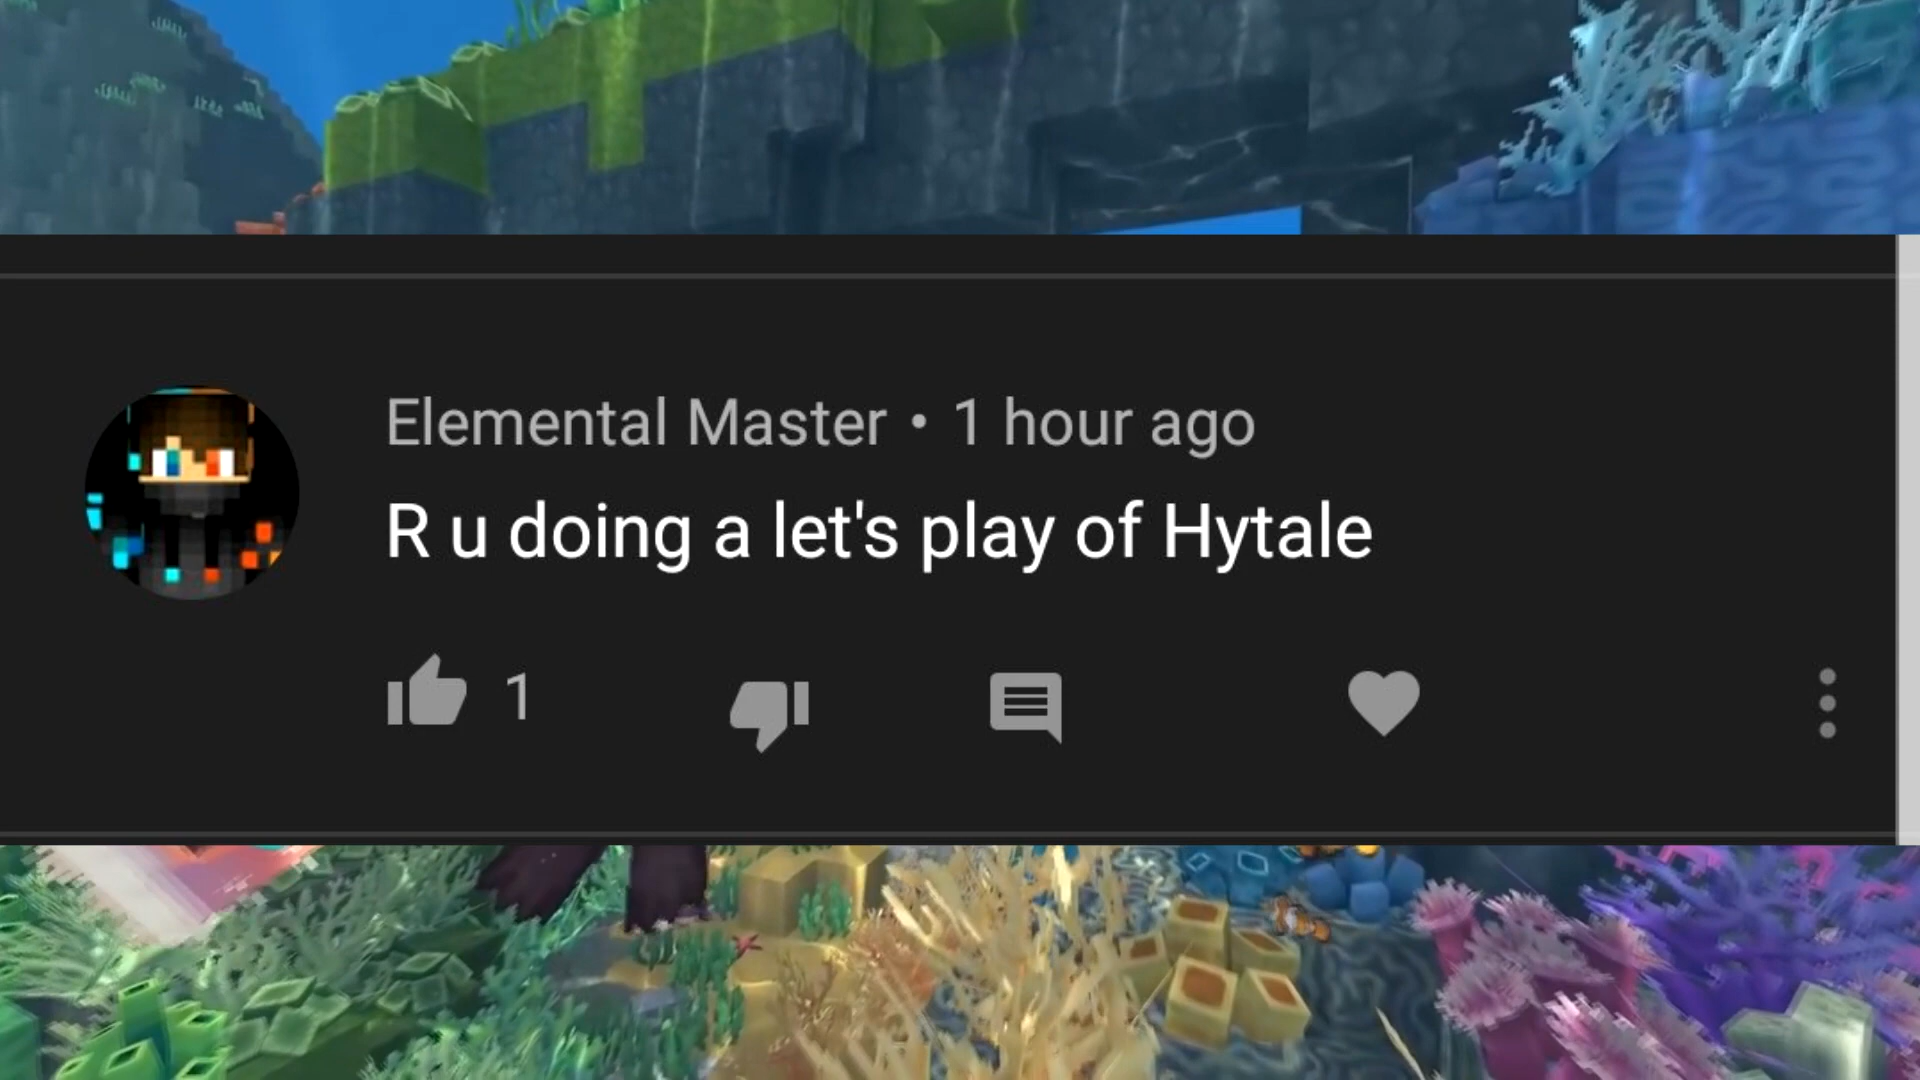 Elemental Master • 1 hour ago
R u doing a let's play of Hytale
1